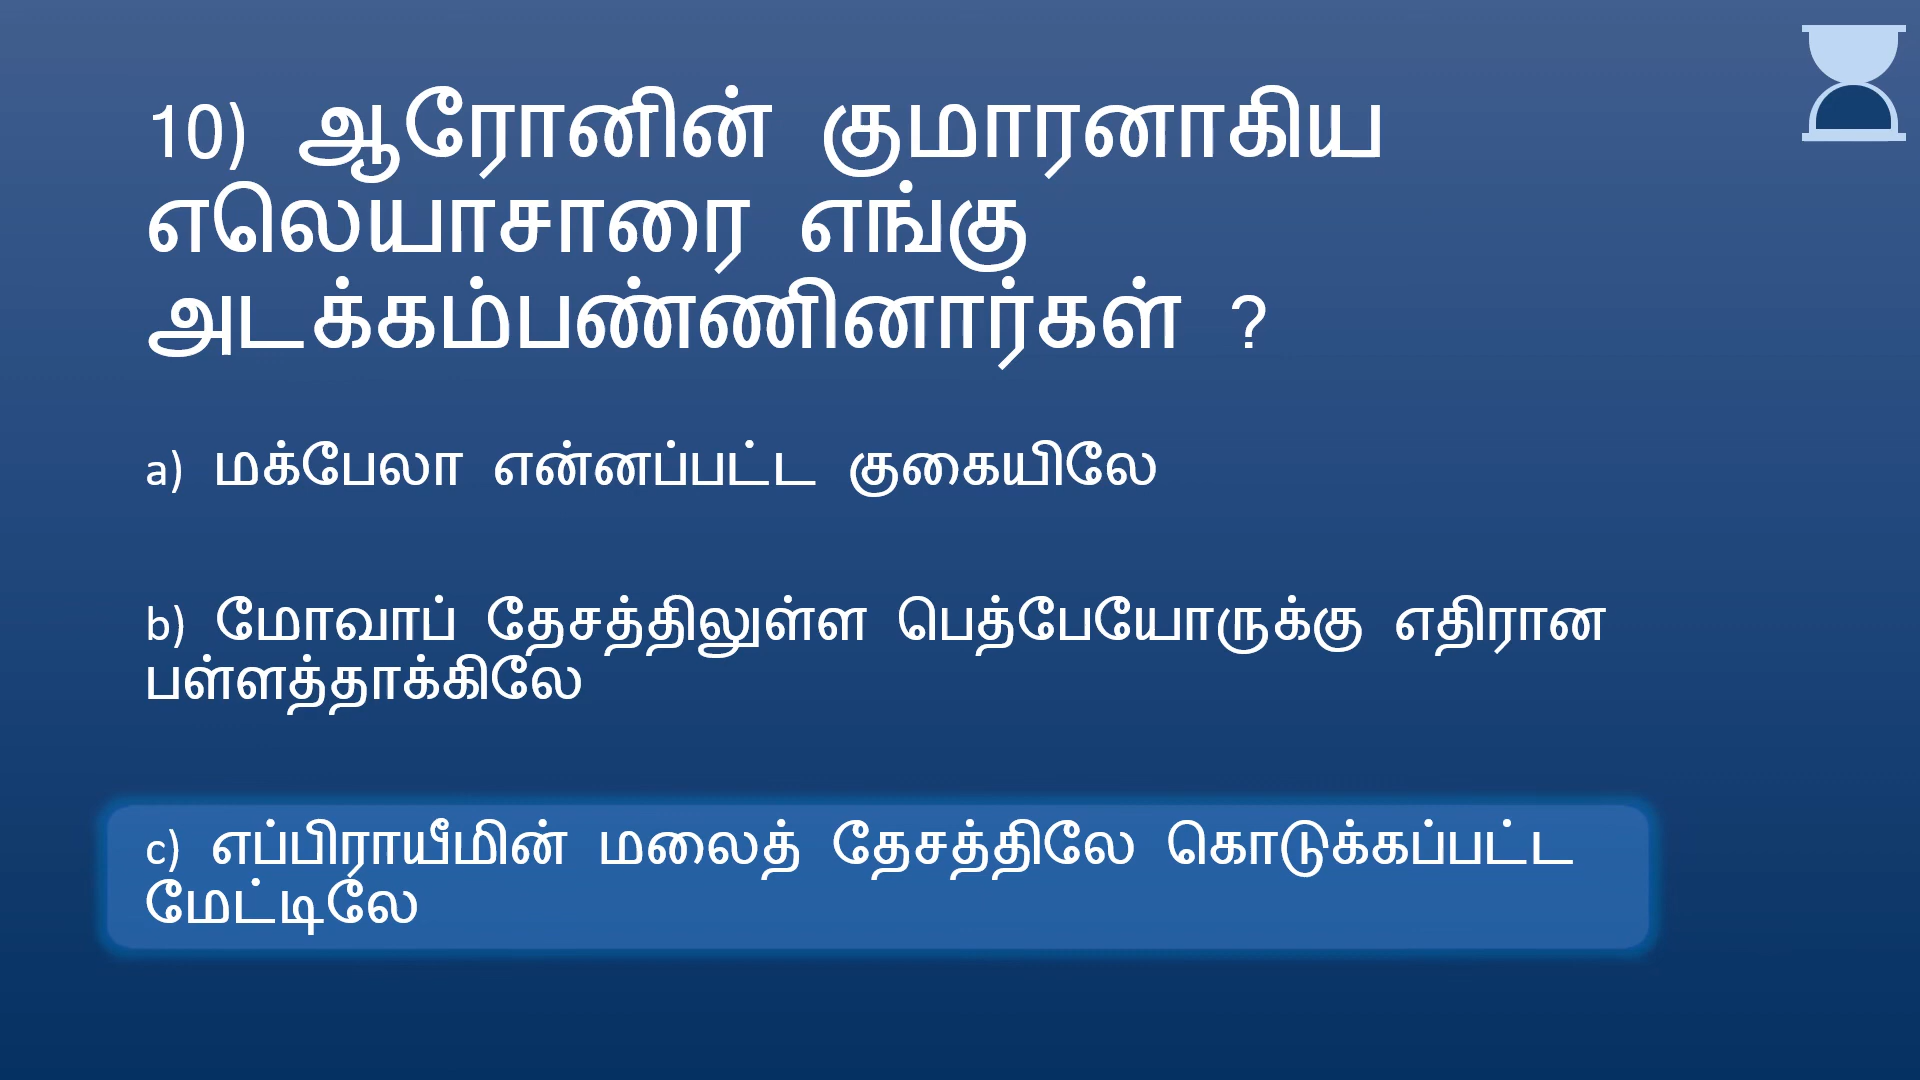 10) ஆரோனின் குமாரனாகிய
எலெயாசாரை எங்கு
அடக்கம்பண்ணினார்கள் ?
a) மக்பேலா என்னப்பட்ட குகையிலே
b) மோவாப் தேசத்திலுள்ள பெத்பேயோருக்கு எதிரான
பள்ளத்தாக்கிலே
c) எப்பிராயீமின் மலைத் தேசத்திலே கொடுக்கப்பட்ட
மேட்டிலே